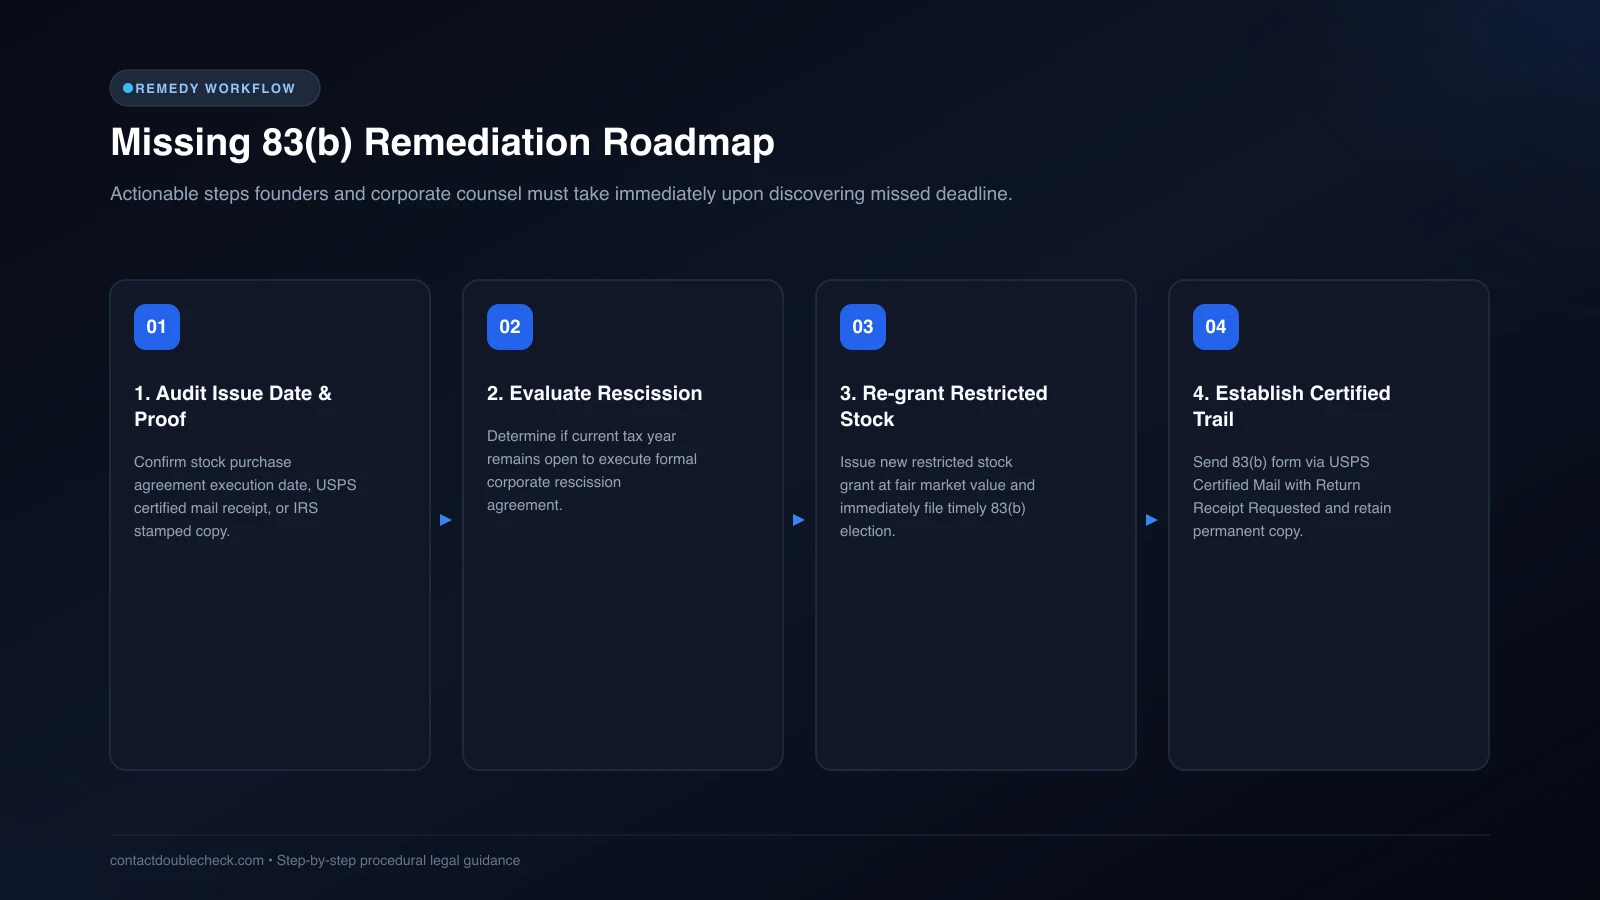 REMEDY WORKFLOW
Missing 83(b) Remediation Roadmap
Actionable steps founders and corporate counsel must take immediately upon discovering missed deadline.
01
1. Audit Issue Date &
Proof
Confirm stock purchase
agreement execution date, USPS
certified mail receipt, or IRS
stamped copy.
02
2. Evaluate Rescission
Determine if current tax year
remains open to execute formal
corporate rescission
agreement.
03
3. Re-grant Restricted
Stock
Issue new restricted stock
grant at fair market value and
immediately file timely 83(b)
election.
04
4. Establish Certified
Trail
Send 83(b) form via USPS
Certified Mail with Return
Receipt Requested and retain
permanent copy.
contactdoublecheck.com • Step-by-step procedural legal guidance